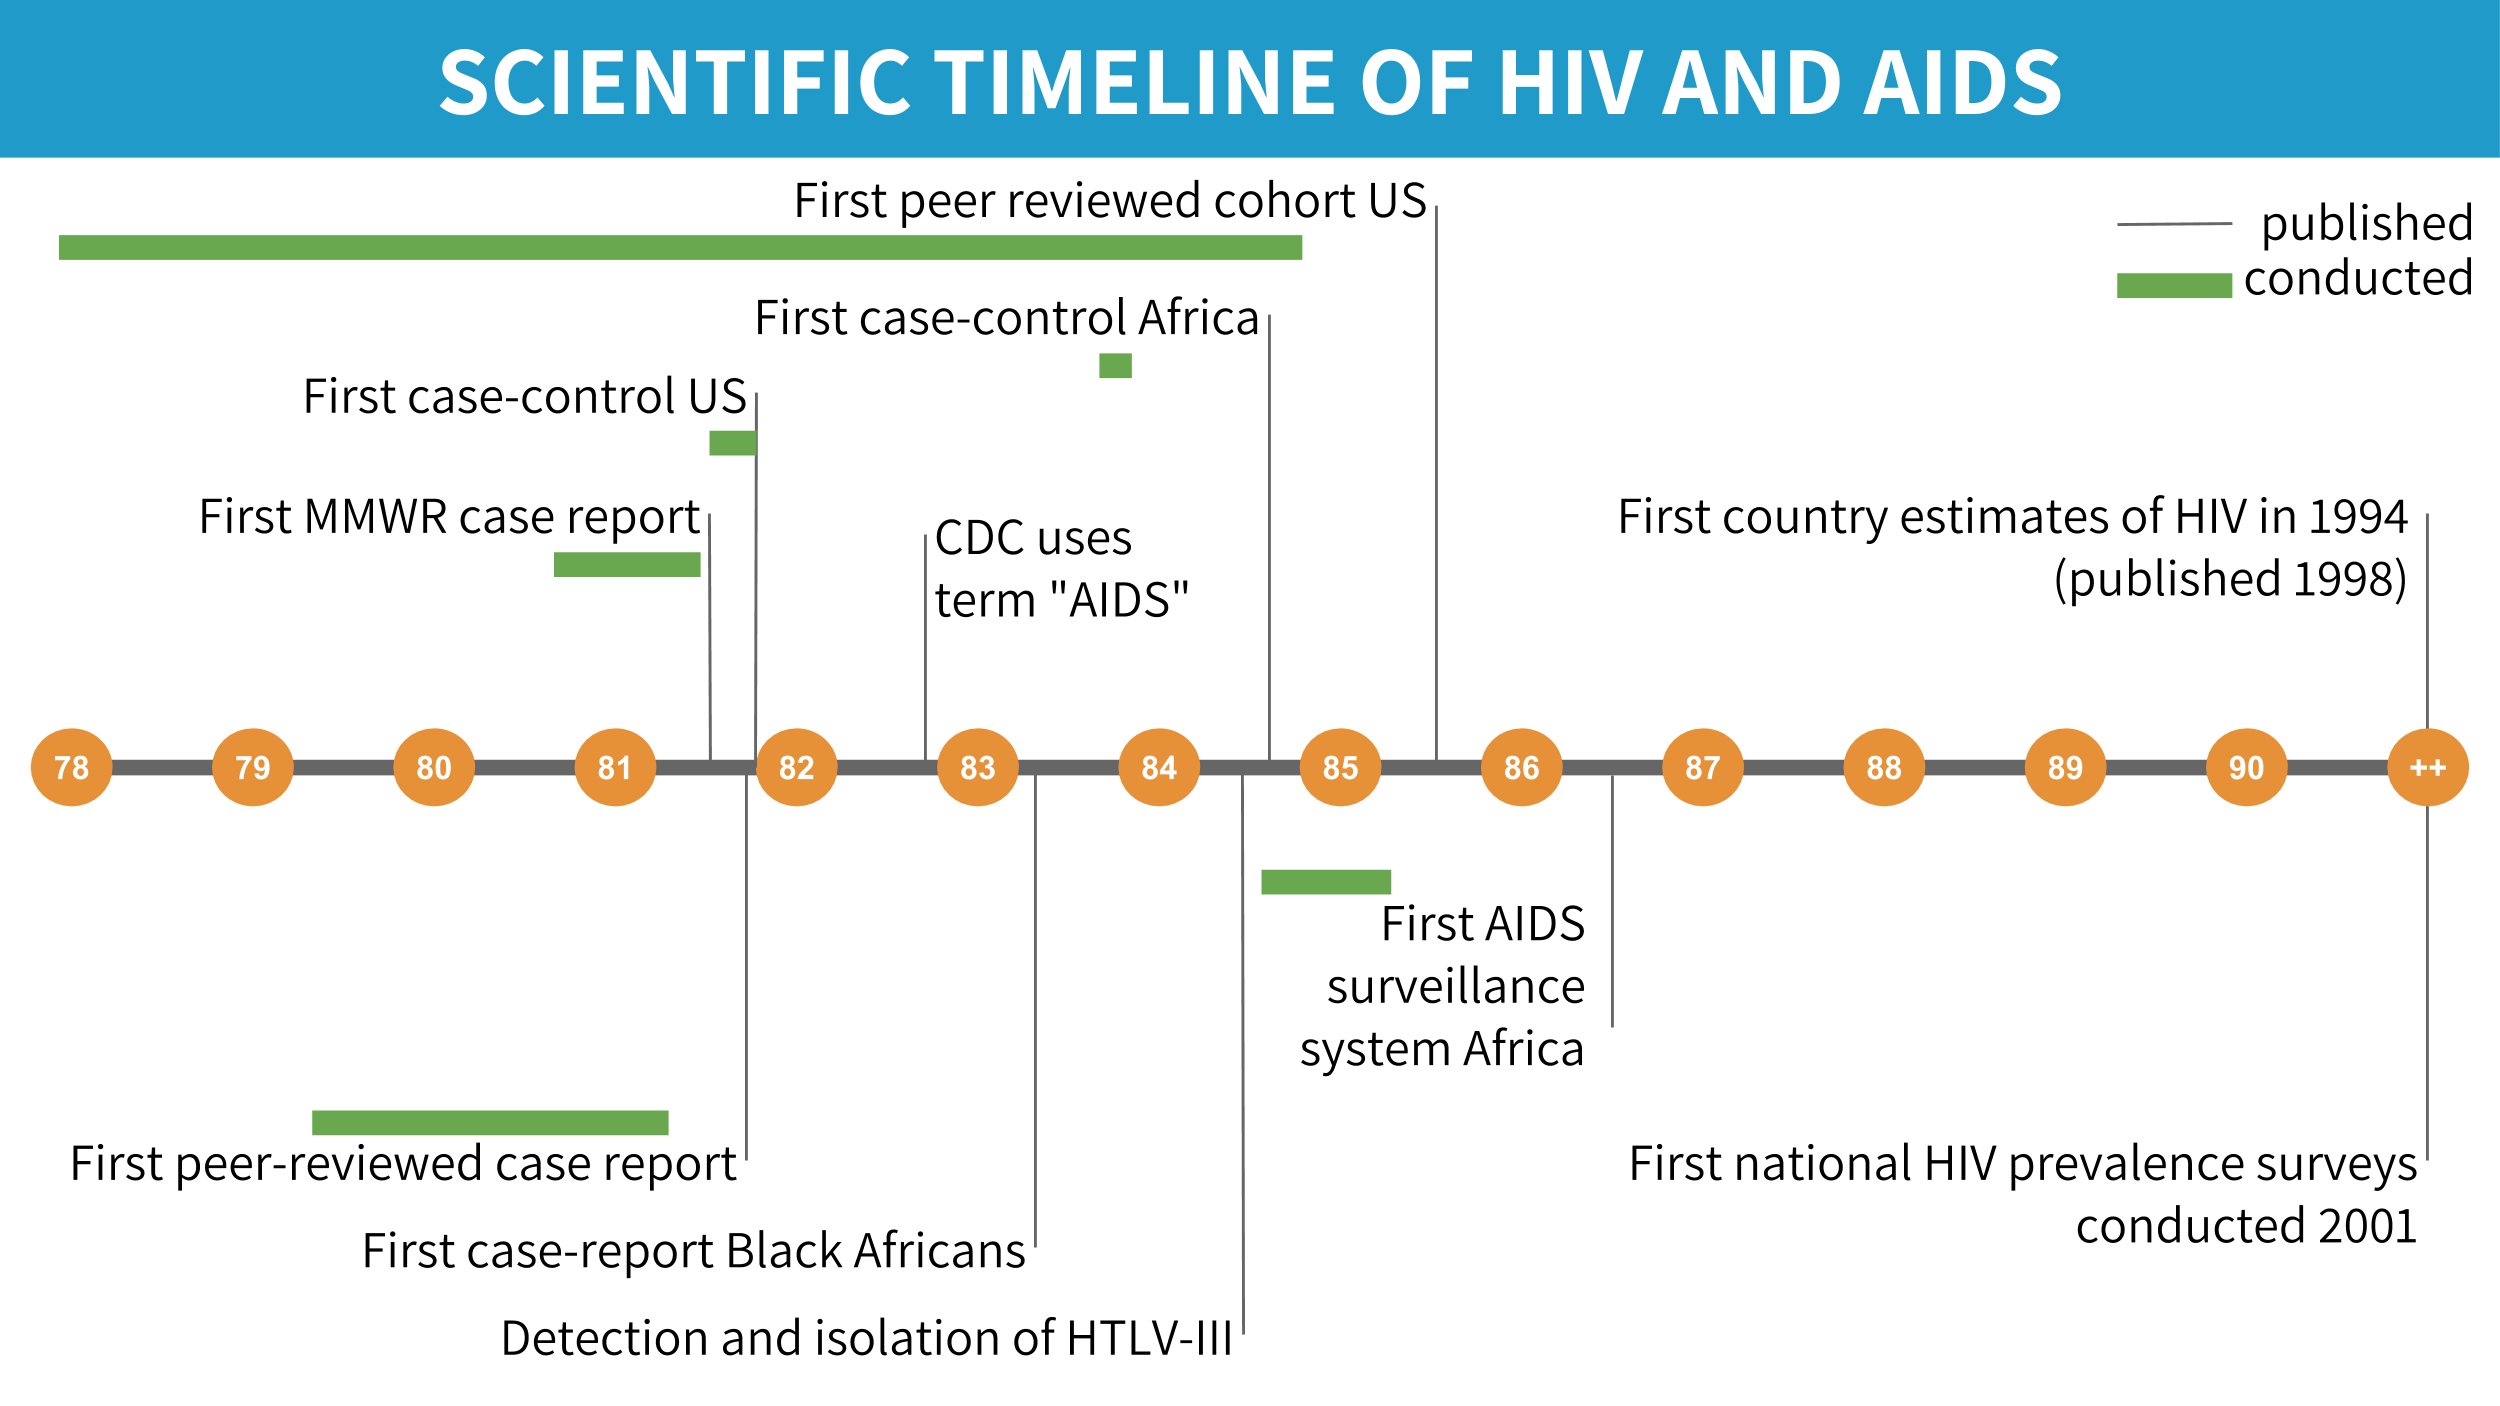 SCIENTIFIC TIMELINE OF HIV AND AIDS
First peer reviewed cohort US
published
conducted
First case-control Africa
First case-control US
First MMWR case report
CDC uses
term "AIDS"
First country estimates of HIV in 1994
(published 1998)
78 79 80 81 82 83 84 85 86 87 88 89 90 ++
First AIDS
surveillance
system Africa
First peer-reviewed case report
First case-report Black Africans
Detection and isolation of HTLV-III
First national HIV prevalence surveys
conducted 2001